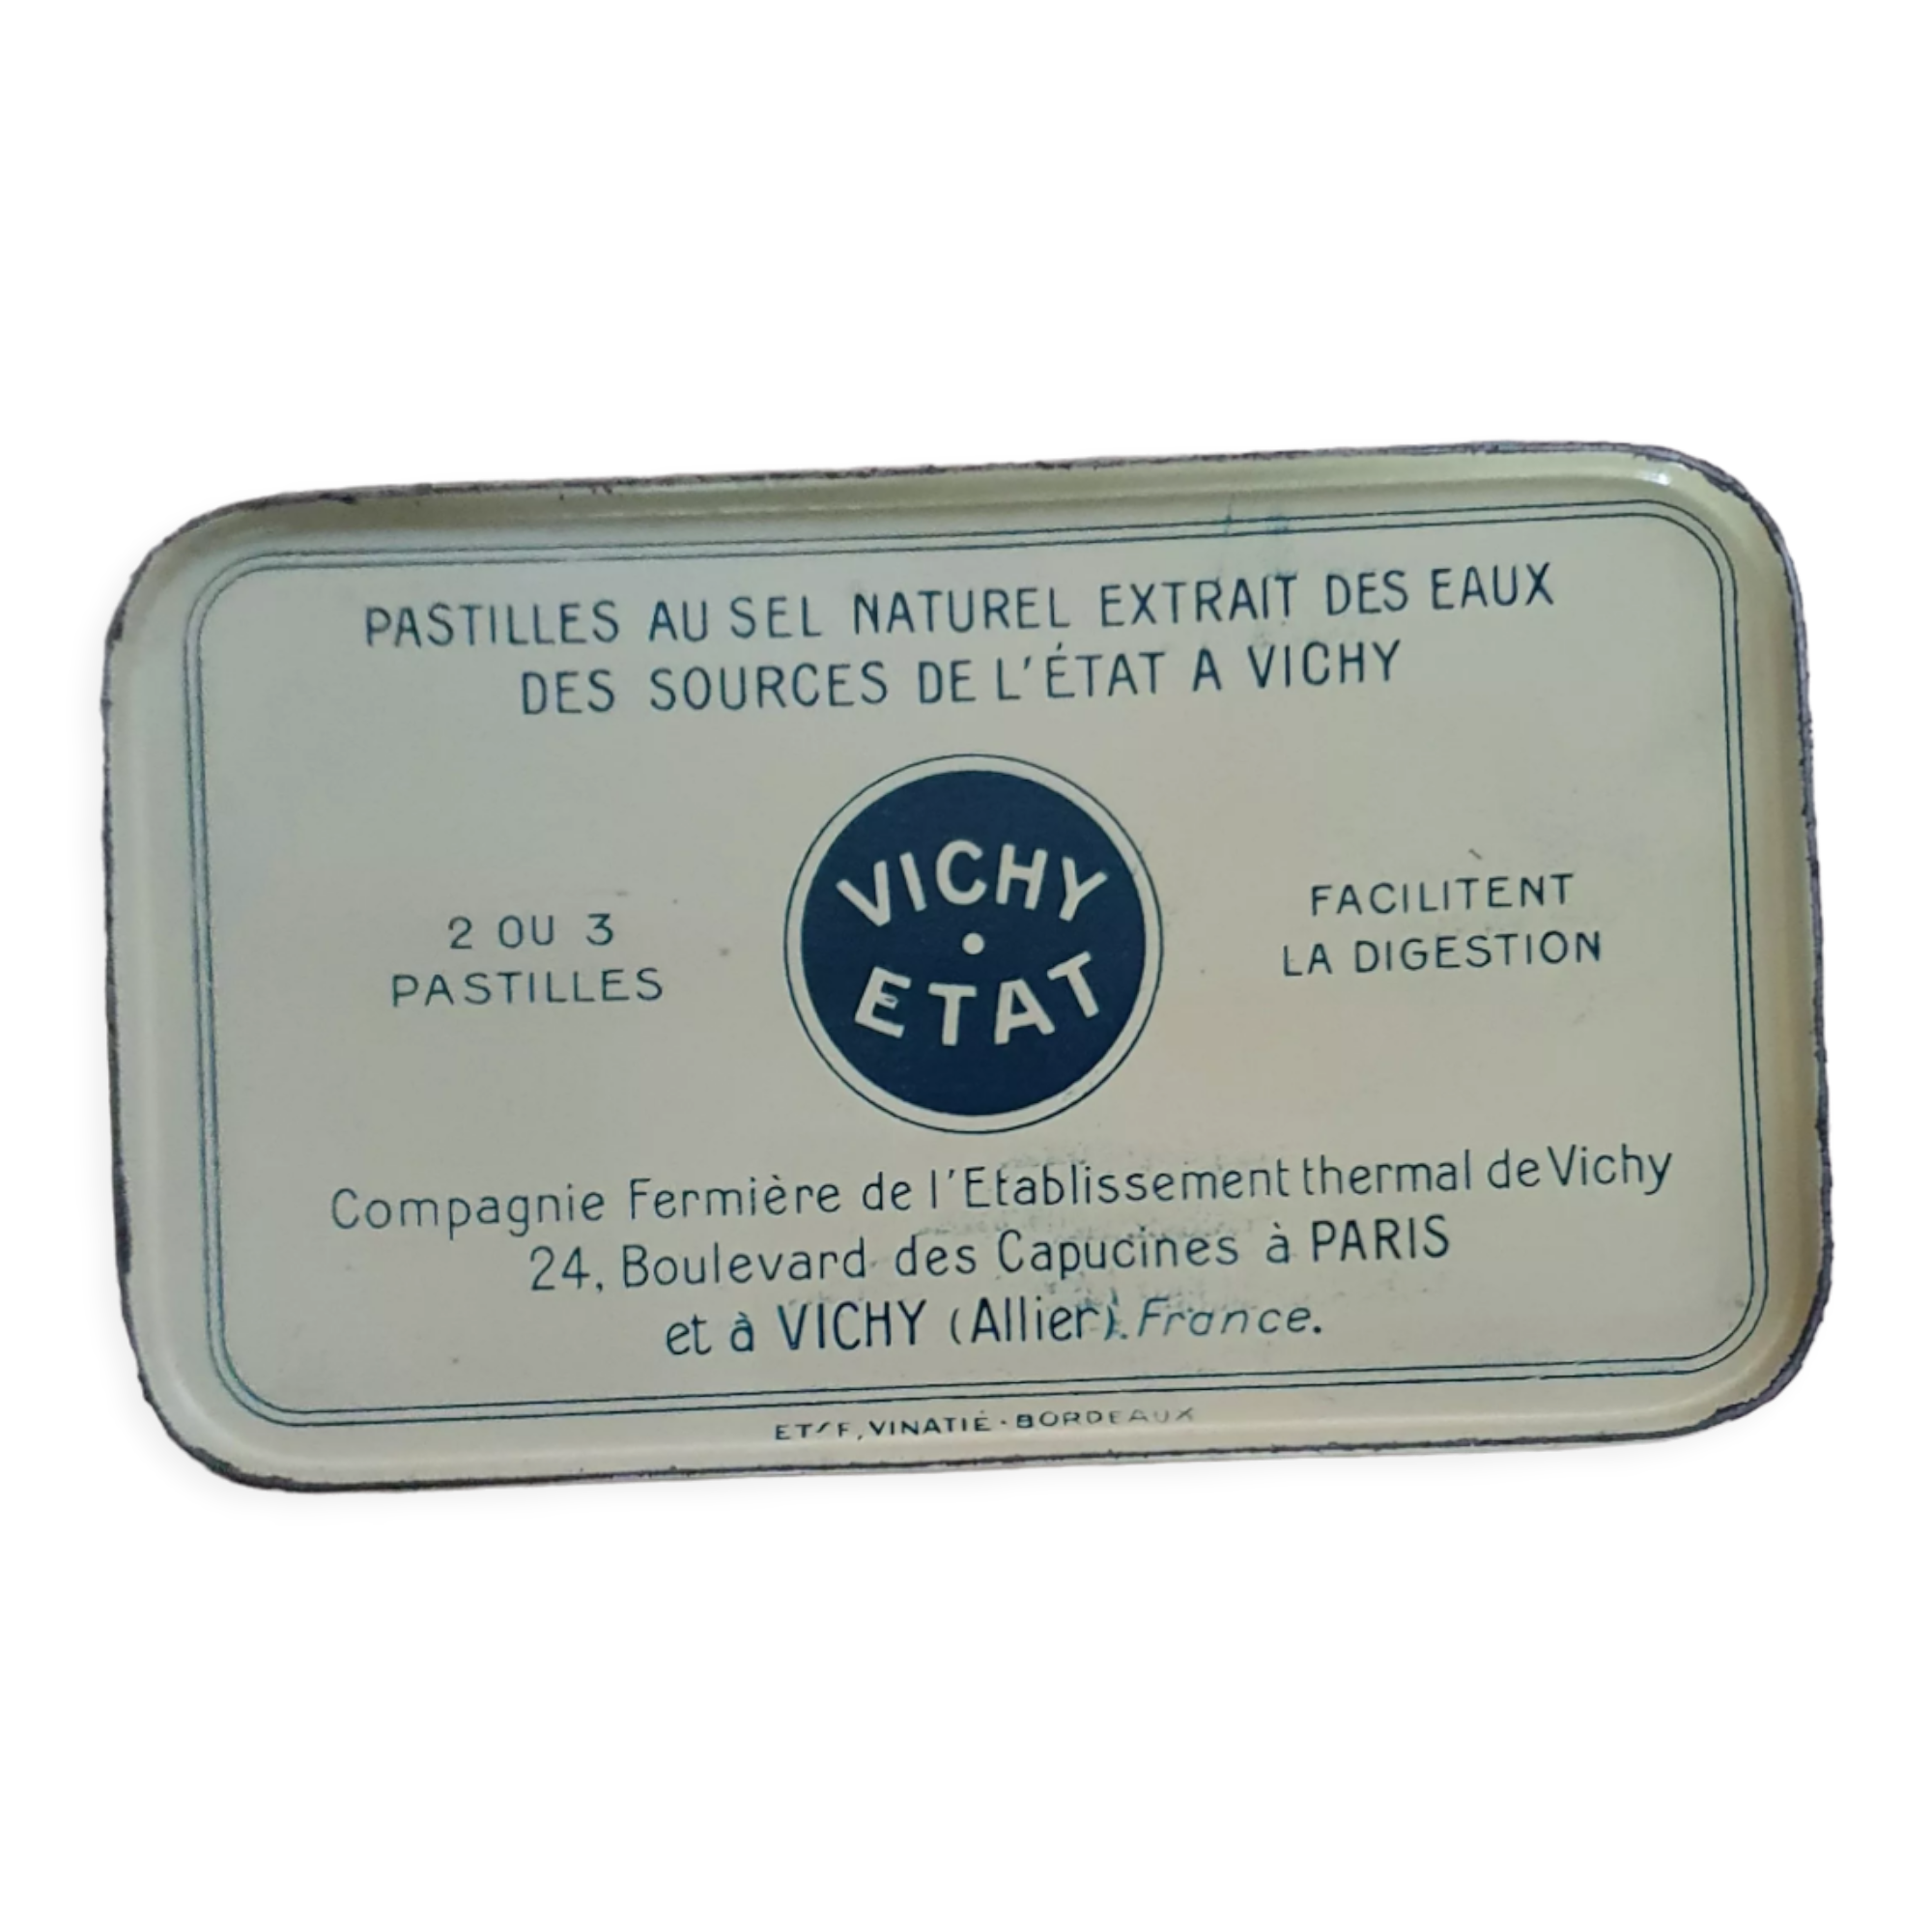 PASTILLES AU SEL NATUREL EXTRAIT DES EAUX
DES SOURCES DE L'ÉTAT A VICHY
2 OU 3
PASTILLES
VICHY
•
ETAT
FACILITENT
LA DIGESTION
Compagnie Fermière de l'Etablissement thermal de Vichy
24, Boulevard des Capucines à PARIS
et à VICHY (Allier). France.
ETS F. VINATIÉ · BORDEAUX